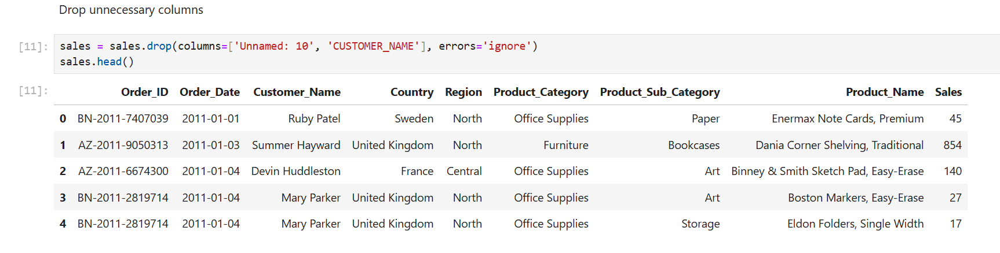 Drop unnecessary columns
[11]: sales = sales.drop(columns=['Unnamed: 10', 'CUSTOMER_NAME'], errors='ignore')
sales.head()
[11]: Order_ID Order_Date Customer_Name Country Region Product_Category Product_Sub_Category Product_Name Sales
0 BN-2011-7407039 2011-01-01 Ruby Patel Sweden North Office Supplies Paper Enermax Note Cards, Premium 45
1 AZ-2011-9050313 2011-01-03 Summer Hayward United Kingdom North Furniture Bookcases Dania Corner Shelving, Traditional 854
2 AZ-2011-6674300 2011-01-04 Devin Huddleston France Central Office Supplies Art Binney & Smith Sketch Pad, Easy-Erase 140
3 BN-2011-2819714 2011-01-04 Mary Parker United Kingdom North Office Supplies Art Boston Markers, Easy-Erase 27
4 BN-2011-2819714 2011-01-04 Mary Parker United Kingdom North Office Supplies Storage Eldon Folders, Single Width 17